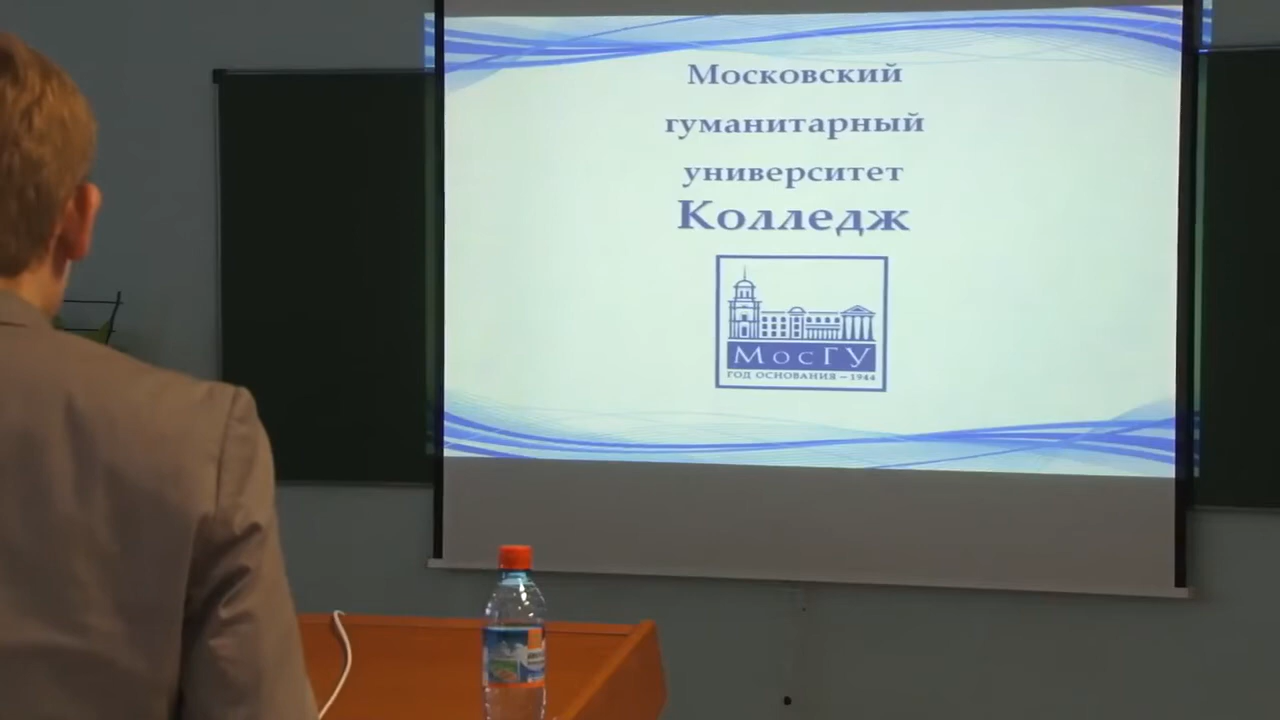 Московский
гуманитарный
университет
Колледж
МосГУ
ГОД ОСНОВАНИЯ – 1944